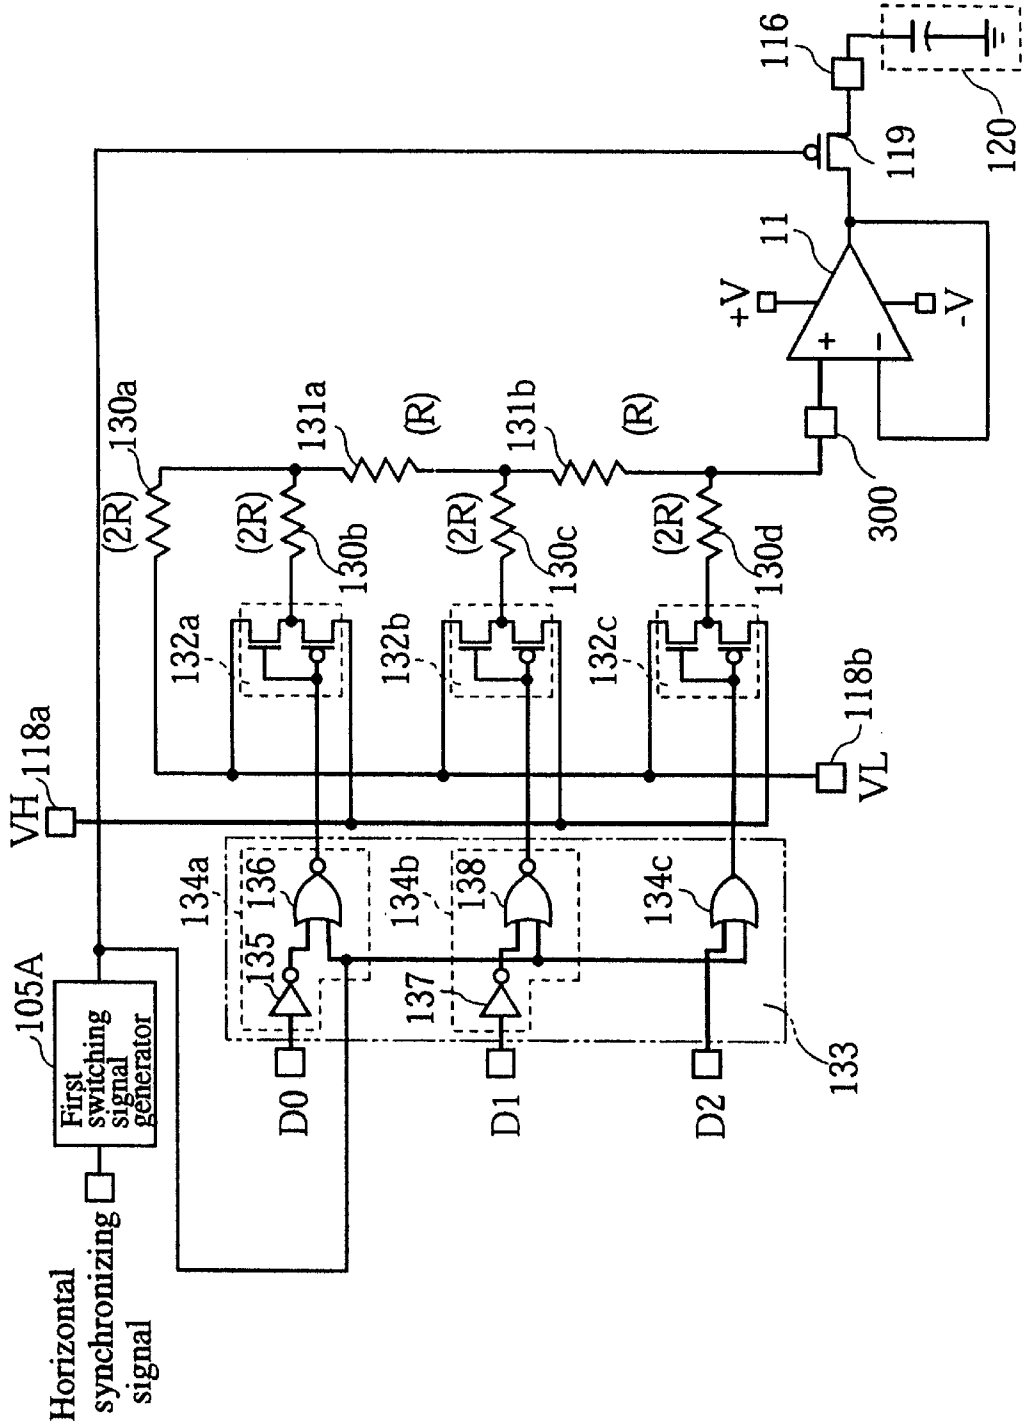 Horizontal
synchronizing
signal
First
switching
signal
generator
105A
VH
118a
134a
135
136
134b
137
138
134c
133
D0
D1
D2
132a
132b
132c
118b
VL
130a
(2R)
(2R)
130b
(2R)
130c
(2R)
130d
131a
(R)
131b
(R)
300
+V
-V
+
−
11
119
116
120